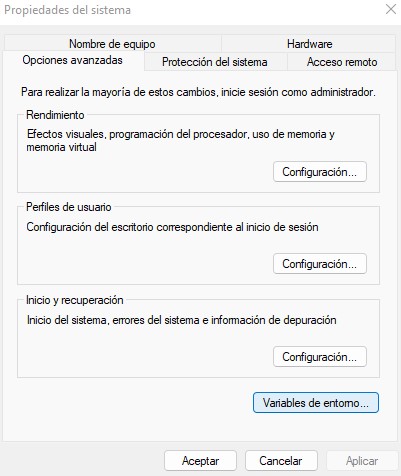 Propiedades del sistema
Nombre de equipo
Hardware
Opciones avanzadas
Protección del sistema
Acceso remoto
Para realizar la mayoría de estos cambios, inicie sesión como administrador.
Rendimiento
Efectos visuales, programación del procesador, uso de memoria y
memoria virtual
Configuración...
Perfiles de usuario
Configuración del escritorio correspondiente al inicio de sesión
Configuración...
Inicio y recuperación
Inicio del sistema, errores del sistema e información de depuración
Configuración...
Variables de entorno...
Aceptar
Cancelar
Aplicar